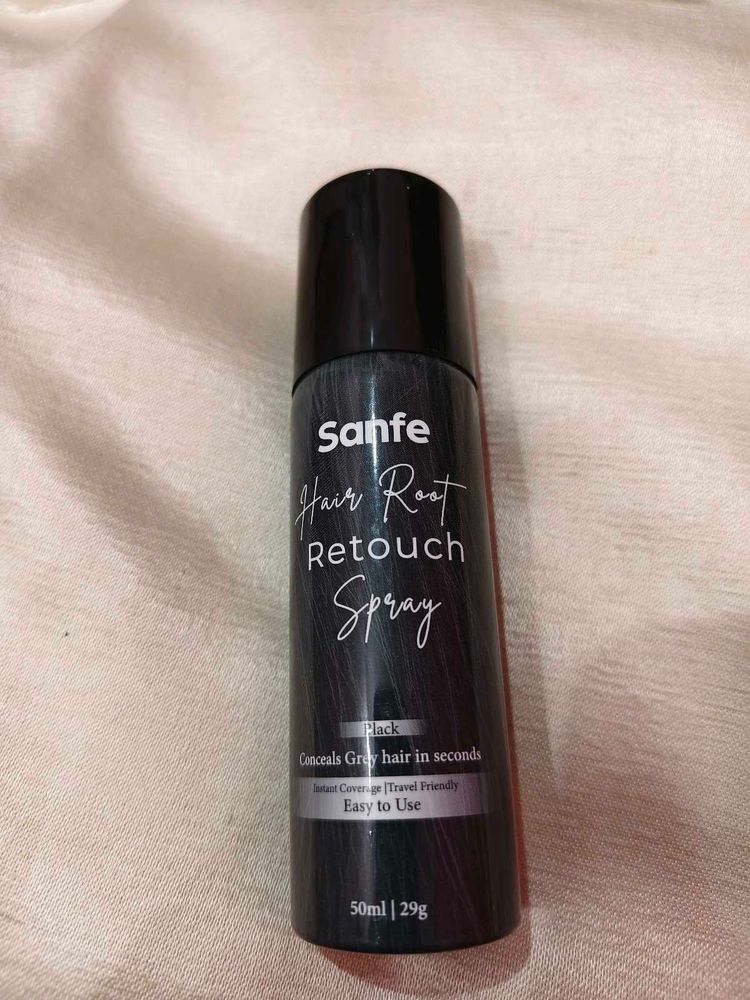 Sanfe
Hair Root
Retouch
Spray
Black
Conceals Grey hair in seconds
Instant Coverage |Travel Friendly
Easy to Use
50ml | 29g